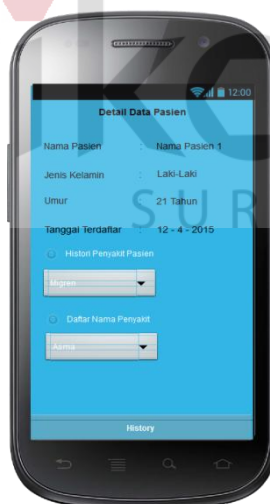 12:00
Detail Data Pasien
Nama Pasien : Nama Pasien 1
Jenis Kelamin : Laki-Laki
Umur 21 Tahun
Tanggal Terdaftar : 12 - 4 - 2015
Histori Penyakit Pasien
Migren
Daftar Nama Penyakit
Asma
History
SUR